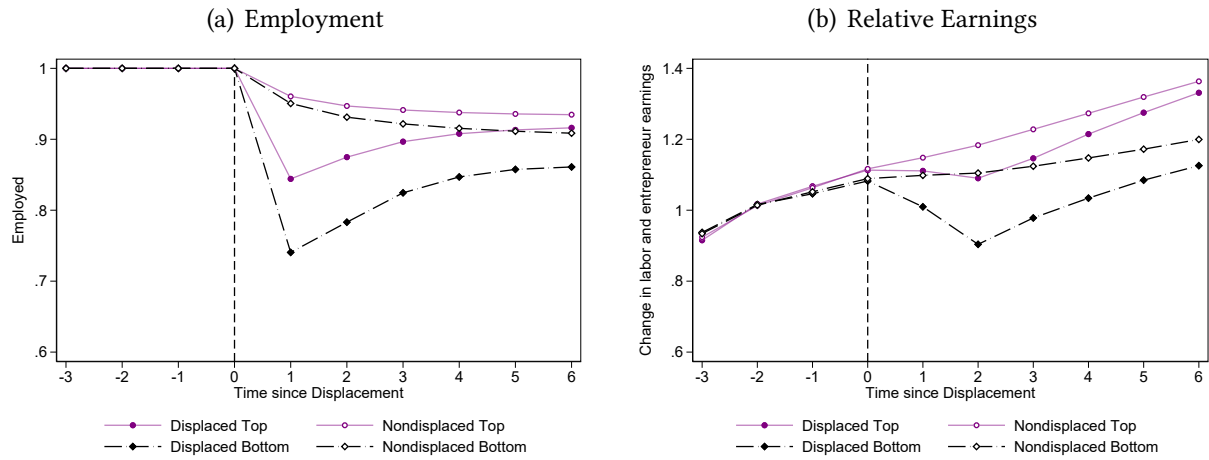 (a) Employment
1
.9
.8
.7
.6
Employed
-3 -2 -1 0 1 2 3 4 5 6
Time since Displacement
Displaced Top Nondisplaced Top
Displaced Bottom Nondisplaced Bottom
(b) Relative Earnings
1.4
1.2
1
.8
.6
Change in labor and entrepreneur earnings
-3 -2 -1 0 1 2 3 4 5 6
Time since Displacement
Displaced Top Nondisplaced Top
Displaced Bottom Nondisplaced Bottom